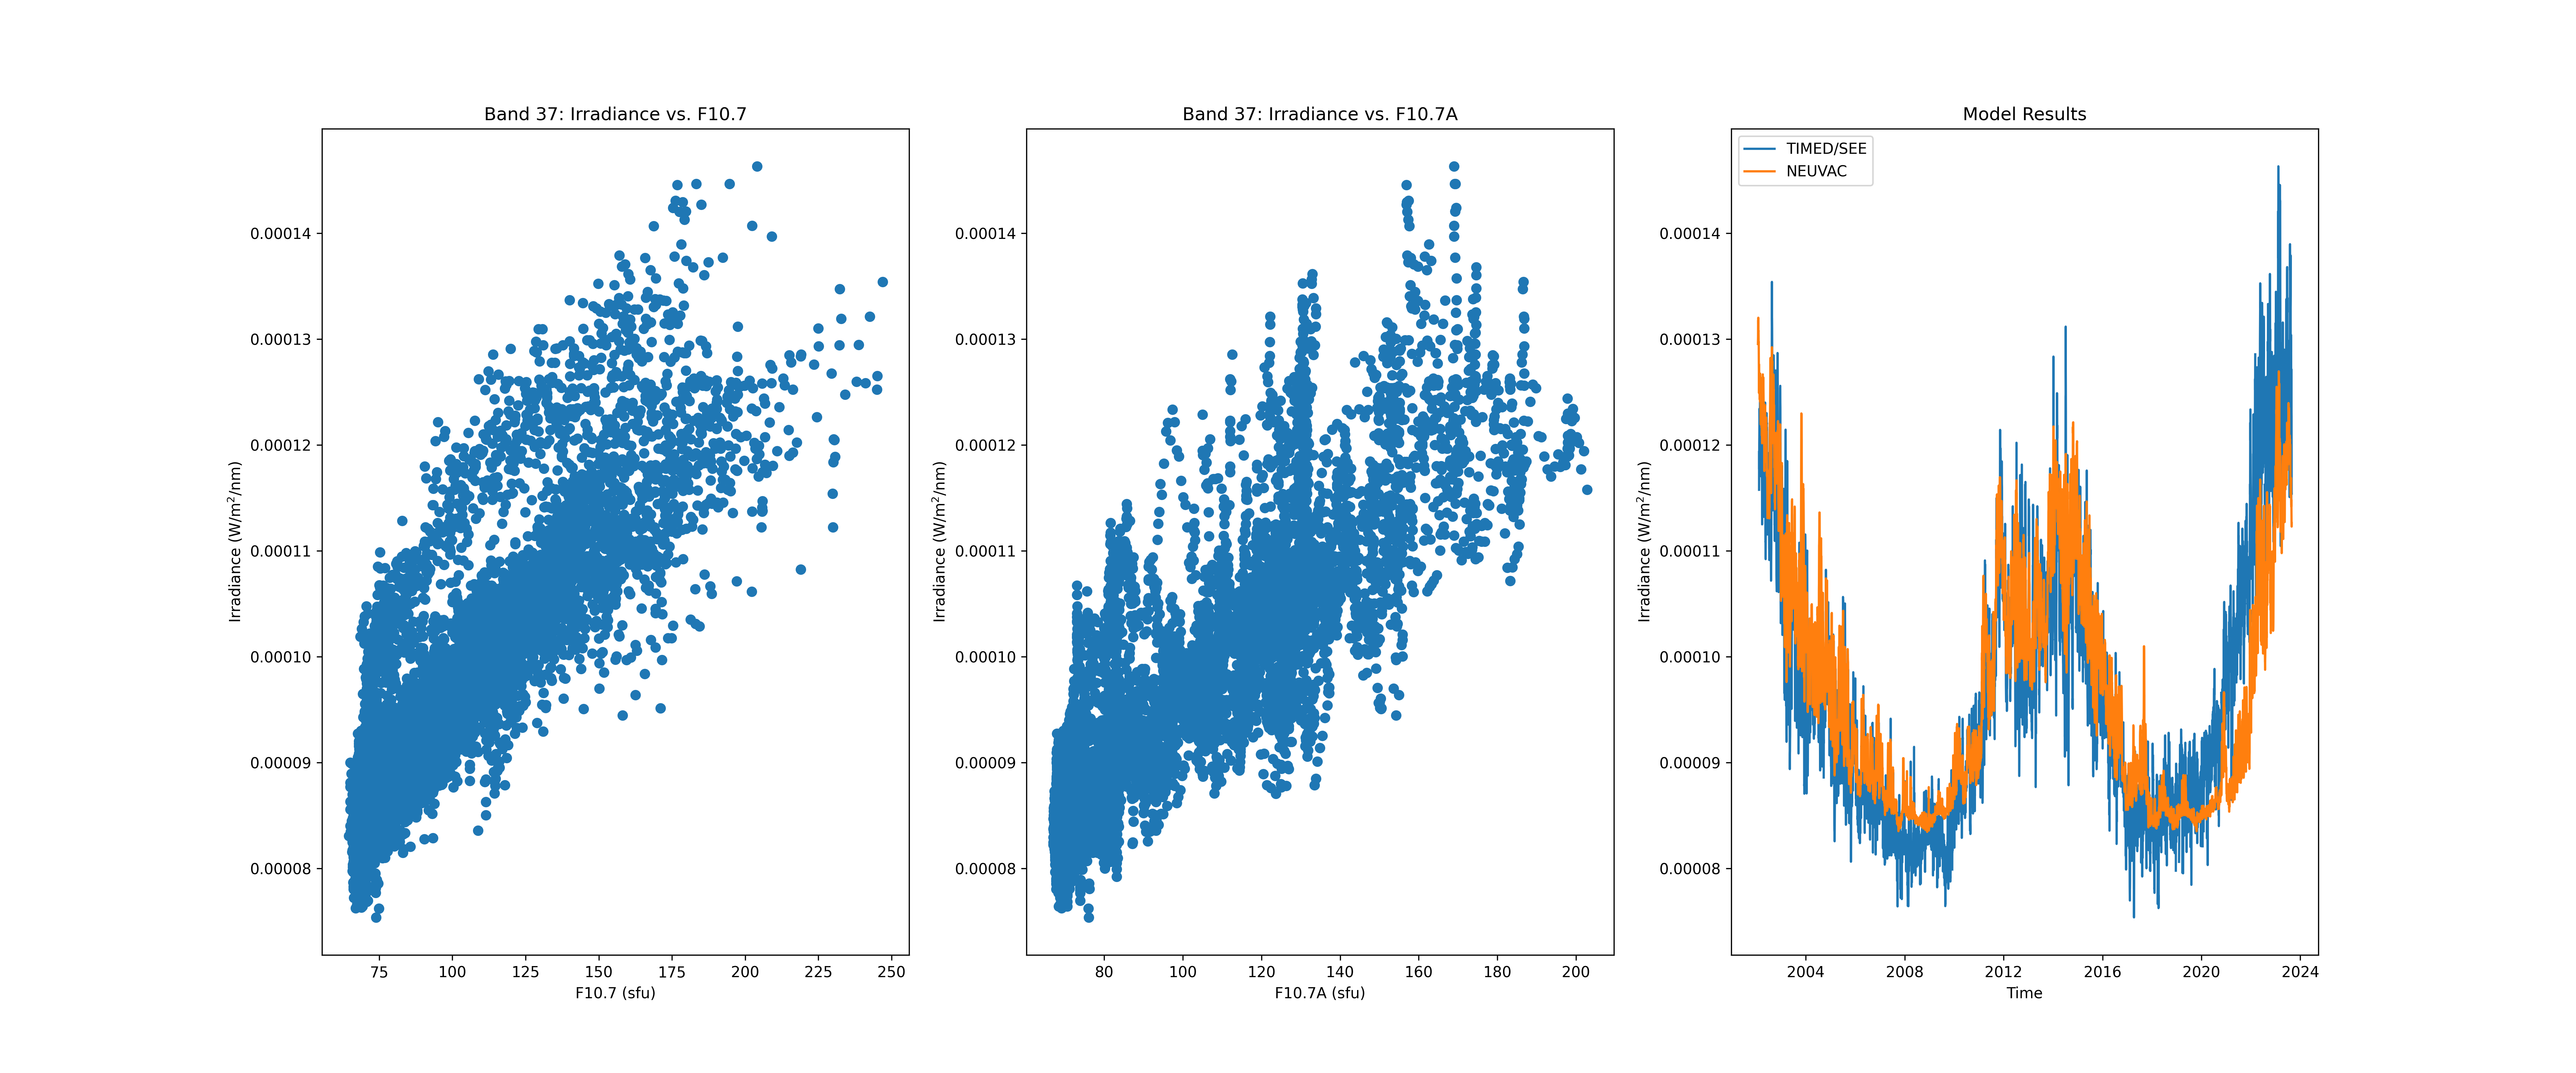 Band 37: Irradiance vs. F10.7
Irradiance (W/m²/nm)
0.00014
0.00013
0.00012
0.00011
0.00010
0.00009
0.00008
75 100 125 150 175 200 225 250
F10.7 (sfu)
Band 37: Irradiance vs. F10.7A
Irradiance (W/m²/nm)
0.00014
0.00013
0.00012
0.00011
0.00010
0.00009
0.00008
80 100 120 140 160 180 200
F10.7A (sfu)
Model Results
TIMED/SEE
NEUVAC
Irradiance (W/m²/nm)
0.00014
0.00013
0.00012
0.00011
0.00010
0.00009
0.00008
2004 2008 2012 2016 2020 2024
Time